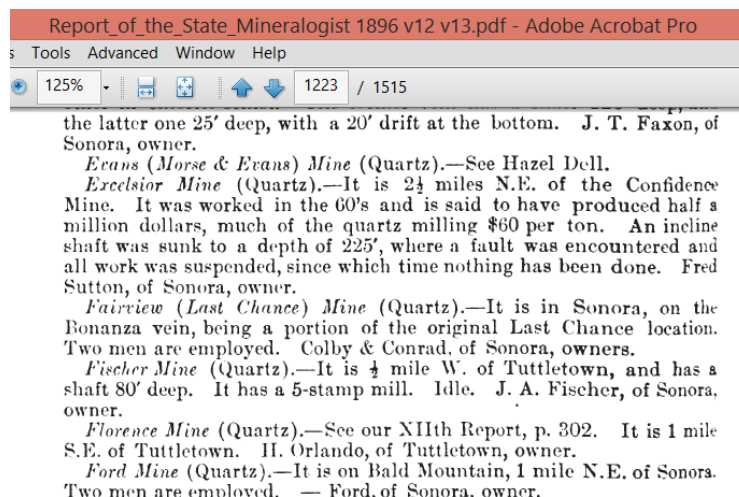 Report_of_the_State_Mineralogist 1896 v12 v13.pdf - Adobe Acrobat Pro
Tools Advanced Window Help
125% 1223 / 1515
the latter one 25′ deep, with a 20′ drift at the bottom. J. T. Faxon, of
Sonora, owner.
Evans (Morse & Evans) Mine (Quartz).—See Hazel Dell.
Excelsior Mine (Quartz).—It is 2½ miles N.E. of the Confidence
Mine. It was worked in the 60's and is said to have produced half a
million dollars, much of the quartz milling $60 per ton. An incline
shaft was sunk to a depth of 225′, where a fault was encountered and
all work was suspended, since which time nothing has been done. Fred
Sutton, of Sonora, owner.
Fairview (Last Chance) Mine (Quartz).—It is in Sonora, on the
Bonanza vein, being a portion of the original Last Chance location.
Two men are employed. Colby & Conrad, of Sonora, owners.
Fischer Mine (Quartz).—It is ½ mile W. of Tuttletown, and has a
shaft 80′ deep. It has a 5-stamp mill. Idle. J. A. Fischer, of Sonora,
owner.
Florence Mine (Quartz).—See our XIIth Report, p. 302. It is 1 mile
S.E. of Tuttletown. H. Orlando, of Tuttletown, owner.
Ford Mine (Quartz).—It is on Bald Mountain, 1 mile N.E. of Sonora.
Two men are employed. — Ford, of Sonora, owner.